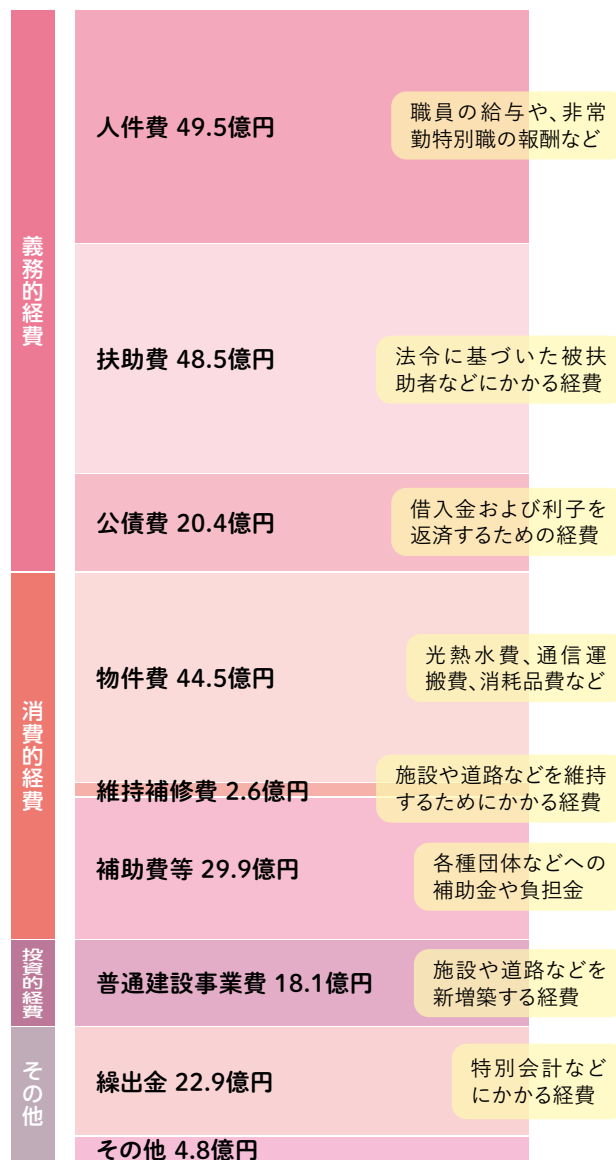 義務的経費
人件費 49.5億円
職員の給与や、非常
勤特別職の報酬など
扶助費 48.5億円
法令に基づいた被扶
助者などにかかる経費
公債費 20.4億円
借入金および利子を
返済するための経費
消費的経費
物件費 44.5億円
光熱水費、通信運
搬費、消耗品費など
維持補修費 2.6億円
施設や道路などを維持
するためにかかる経費
補助費等 29.9億円
各種団体などへの
補助金や負担金
投資的経費
普通建設事業費 18.1億円
施設や道路などを
新増築する経費
その他
繰出金 22.9億円
特別会計など
にかかる経費
その他 4.8億円